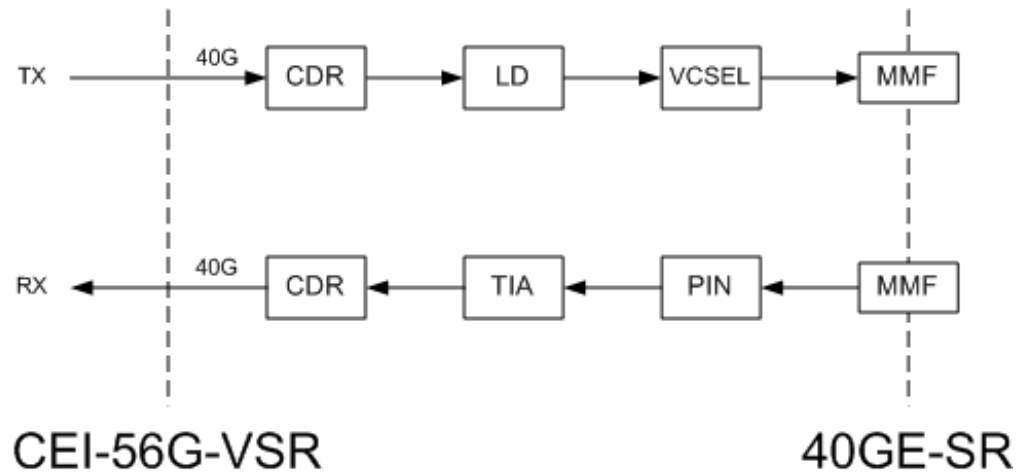 TX 40G CDR LD VCSEL MMF
RX 40G CDR TIA PIN MMF
CEI-56G-VSR 40GE-SR